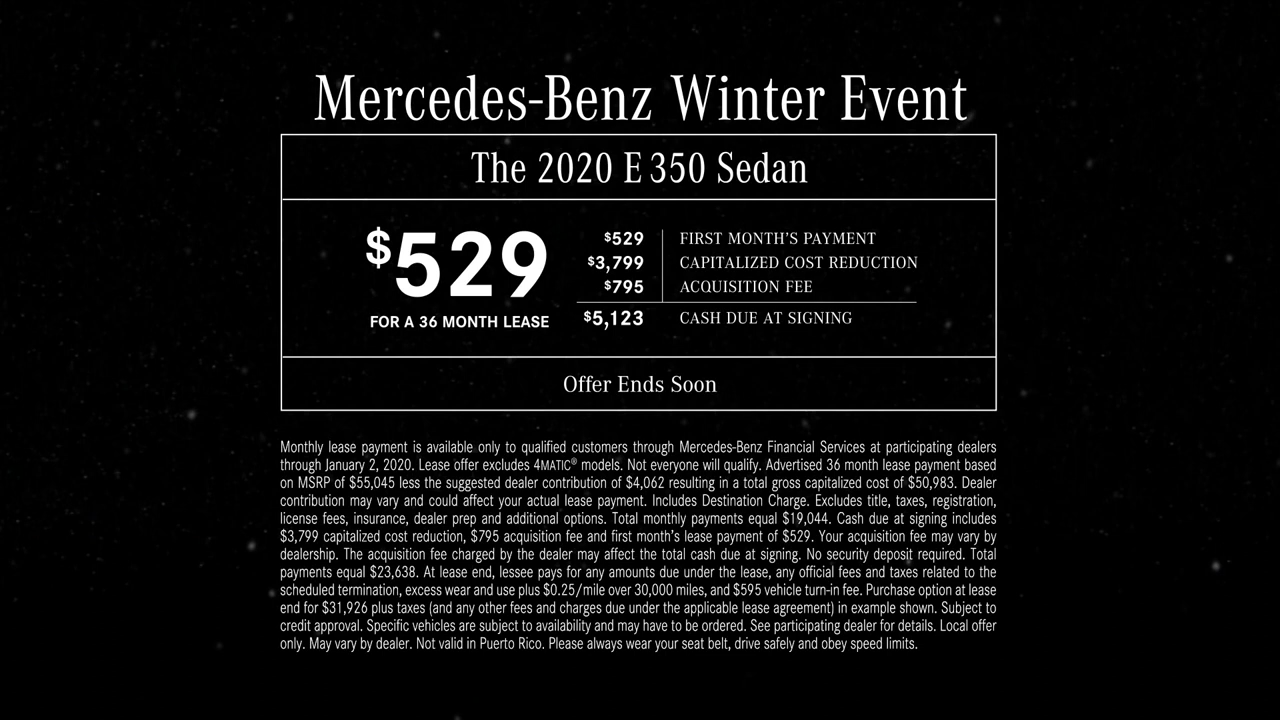 Mercedes-Benz Winter Event
The 2020 E 350 Sedan
$529
FOR A 36 MONTH LEASE
$529 FIRST MONTH'S PAYMENT
$3,799 CAPITALIZED COST REDUCTION
$795 ACQUISITION FEE
$5,123 CASH DUE AT SIGNING
Offer Ends Soon
Monthly lease payment is available only to qualified customers through Mercedes-Benz Financial Services at participating dealers
through January 2, 2020. Lease offer excludes 4MATIC® models. Not everyone will qualify. Advertised 36 month lease payment based
on MSRP of $55,045 less the suggested dealer contribution of $4,062 resulting in a total gross capitalized cost of $50,983. Dealer
contribution may vary and could affect your actual lease payment. Includes Destination Charge. Excludes title, taxes, registration,
license fees, insurance, dealer prep and additional options. Total monthly payments equal $19,044. Cash due at signing includes
$3,799 capitalized cost reduction, $795 acquisition fee and first month's lease payment of $529. Your acquisition fee may vary by
dealership. The acquisition fee charged by the dealer may affect the total cash due at signing. No security deposit required. Total
payments equal $23,638. At lease end, lessee pays for any amounts due under the lease, any official fees and taxes related to the
scheduled termination, excess wear and use plus $0.25/mile over 30,000 miles, and $595 vehicle turn-in fee. Purchase option at lease
end for $31,926 plus taxes (and any other fees and charges due under the applicable lease agreement) in example shown. Subject to
credit approval. Specific vehicles are subject to availability and may have to be ordered. See participating dealer for details. Local offer
only. May vary by dealer. Not valid in Puerto Rico. Please always wear your seat belt, drive safely and obey speed limits.